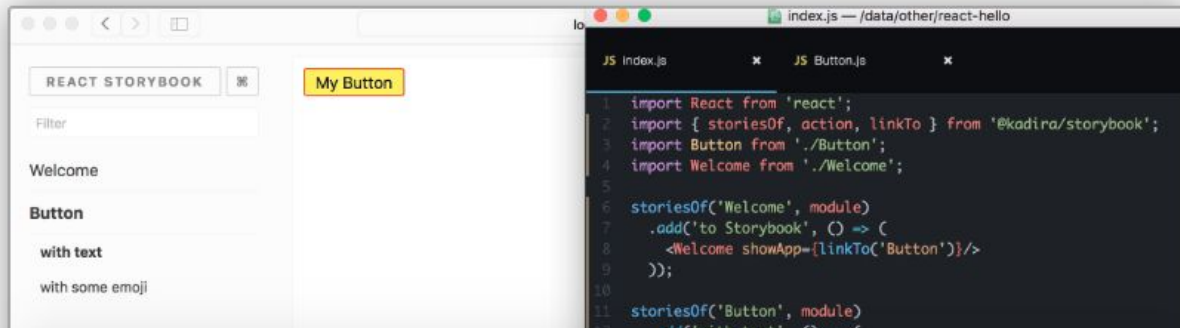 lo
REACT STORYBOOK ⌘
Filter
Welcome
Button
with text
with some emoji
My Button
index.js — /data/other/react-hello
JS index.js × JS Button.js ×
1 import React from 'react';
2 import { storiesOf, action, linkTo } from '@kadira/storybook';
3 import Button from './Button';
4 import Welcome from './Welcome';
5
6 storiesOf('Welcome', module)
7 .add('to Storybook', () => (
8 <Welcome showApp={linkTo('Button')}/>
9 ));
10
11 storiesOf('Button', module)